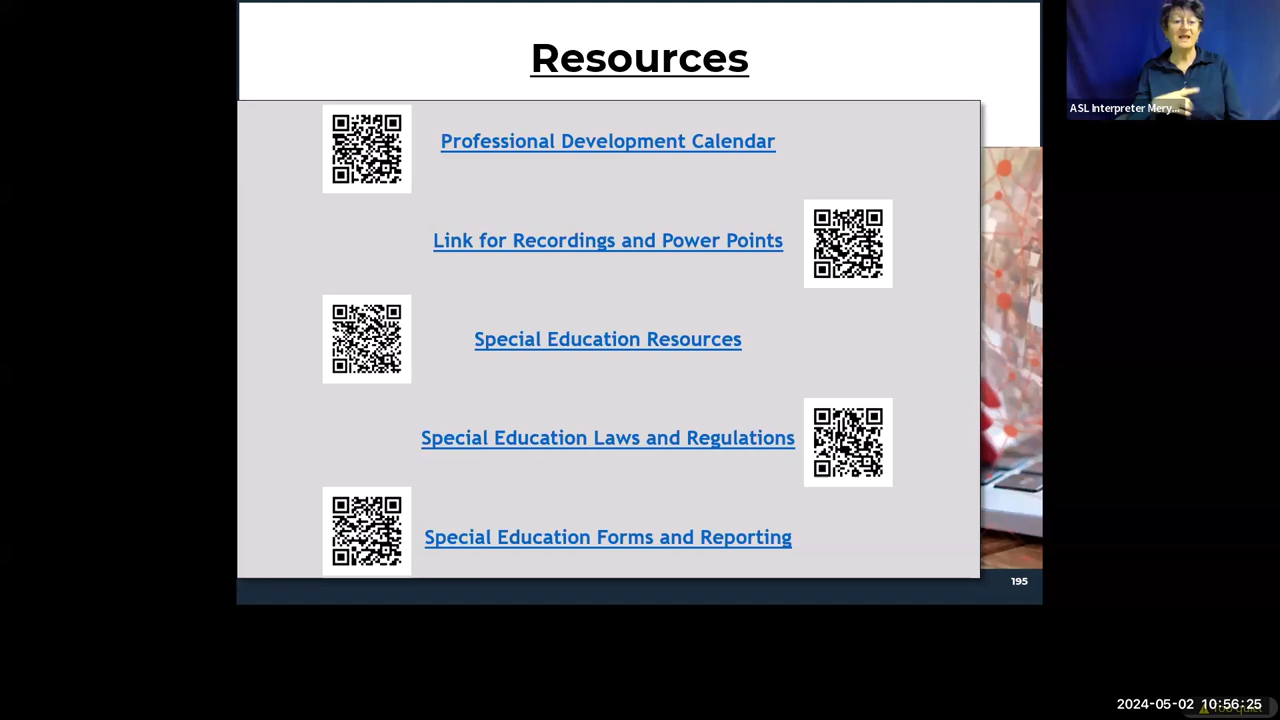 Resources
ASL Interpreter Mery...
Professional Development Calendar
Link for Recordings and Power Points
Special Education Resources
Special Education Laws and Regulations
Special Education Forms and Reporting
195
2024-05-02 10:56:25